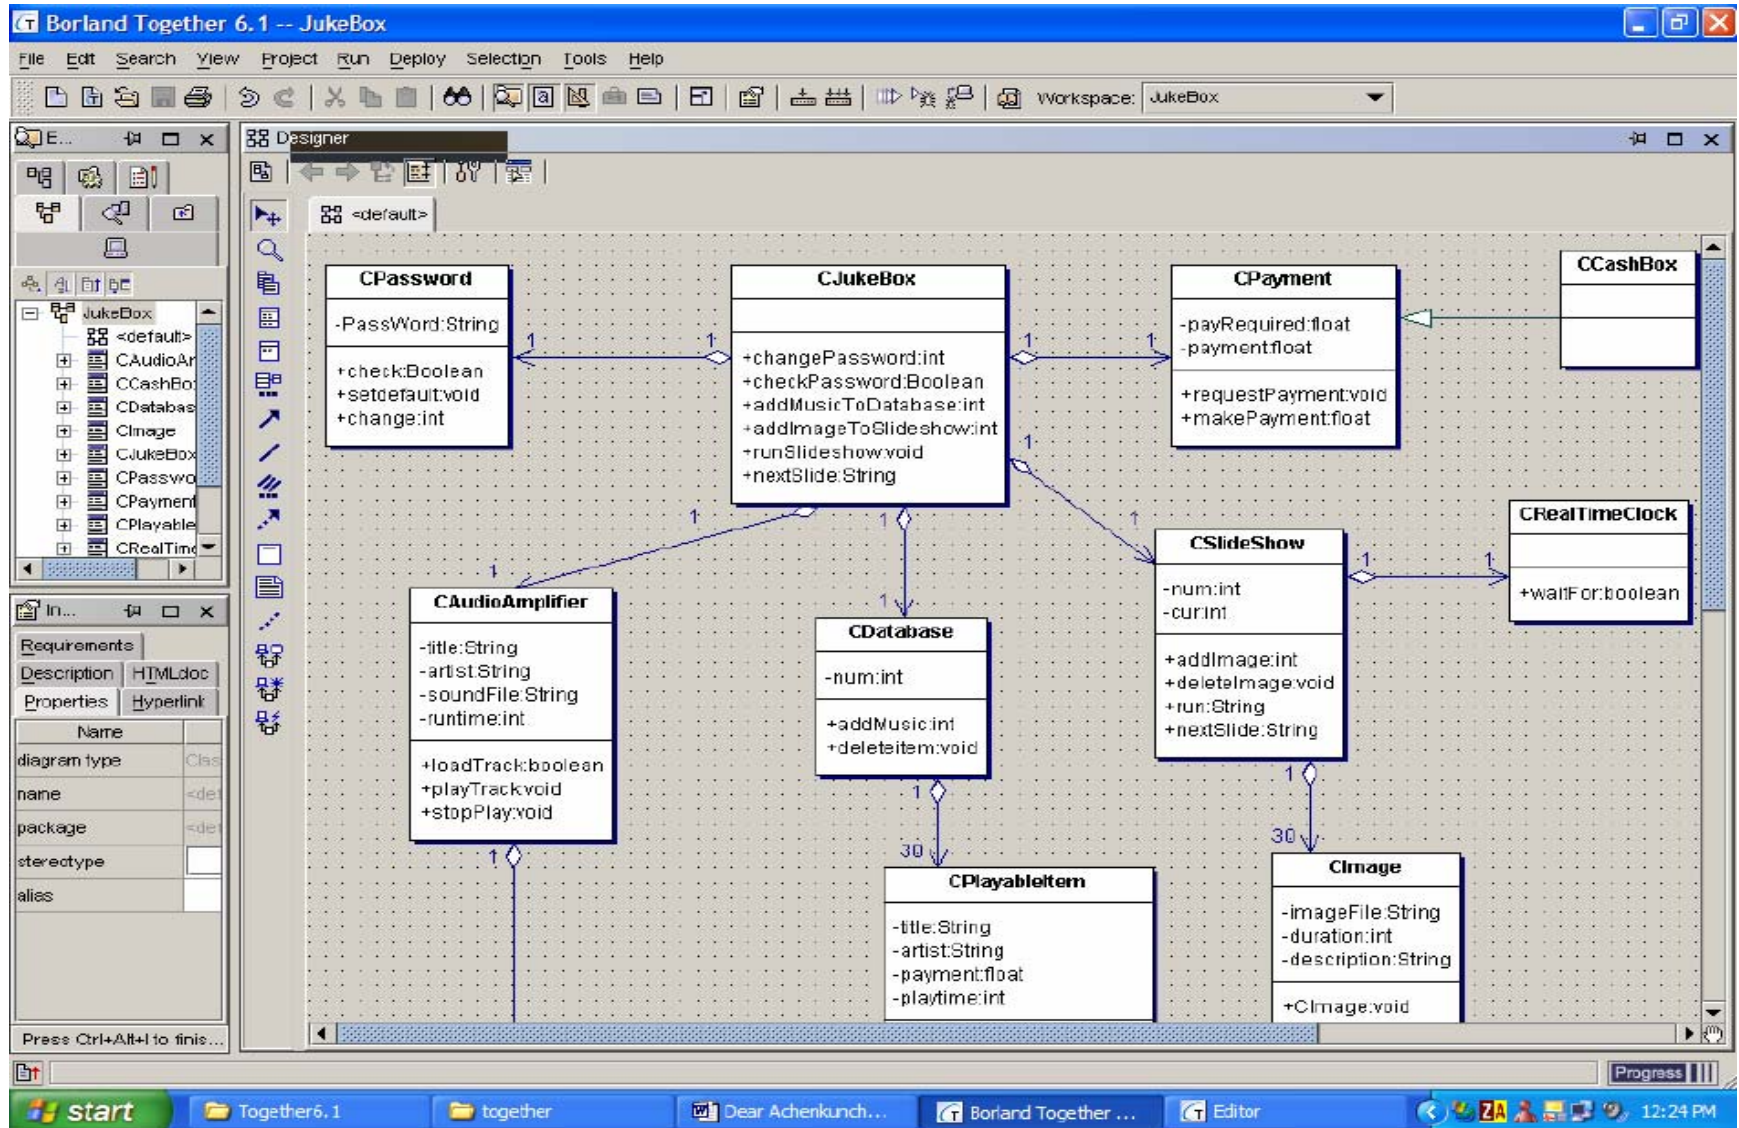 Borland Together 6.1 -- JukeBox
File Edit Search View Project Run Deploy Selection Tools Help
Workspace: JukeBox
E...
Designer
<default>
JukeBox
<default>
CAudioAr
CCashBo
CDatabas
CImage
CJukeBox
CPasswo
CPayment
CPlayable
CRealTim
In...
Requirements
Description HTMLdoc
Properties Hyperlink
Name
diagram type Clas
name <def
package <def
stereotype
alias
Press Ctrl+Alt+I to finis...
CPassword
-PassWord:String
+check:Boolean
+setdefault:void
+change:int
1
1
CJukeBox
+changePassword:int
+checkPassword:Boolean
+addMusicToDatabase:int
+addImageToSlideshow:int
+runSlideshow:void
+nextSlide:String
1
1
CPayment
-payRequired:float
-payment:float
+requestPayment:void
+makePayment:float
CCashBox
1
1
1
1
1
1
CAudioAmplifier
-title:String
-artist:String
-soundFile:String
-runtime:int
+loadTrack:boolean
+playTrack:void
+stopPlay:void
1
CDatabase
-num:int
+addMusic:int
+deleteitem:void
1
30
CPlayableItem
-title:String
-artist:String
-payment:float
-playtime:int
CSlideShow
-num:int
-cur:int
+addImage:int
+deleteImage:void
+run:String
+nextSlide:String
1
1
CRealTimeClock
+waitFor:boolean
1
30
CImage
-imageFile:String
-duration:int
-description:String
+CImage:void
Progress
start
Together6.1
together
Dear Achenkunch...
Borland Together ...
Editor
ZA
12:24 PM